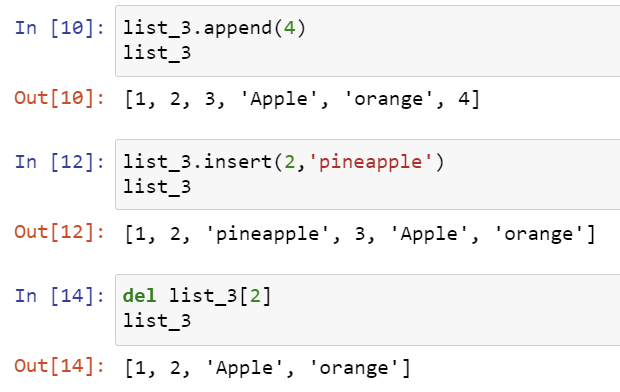 In [10]: list_3.append(4)
list_3
Out[10]: [1, 2, 3, 'Apple', 'orange', 4]
In [12]: list_3.insert(2,'pineapple')
list_3
Out[12]: [1, 2, 'pineapple', 3, 'Apple', 'orange']
In [14]: del list_3[2]
list_3
Out[14]: [1, 2, 'Apple', 'orange']